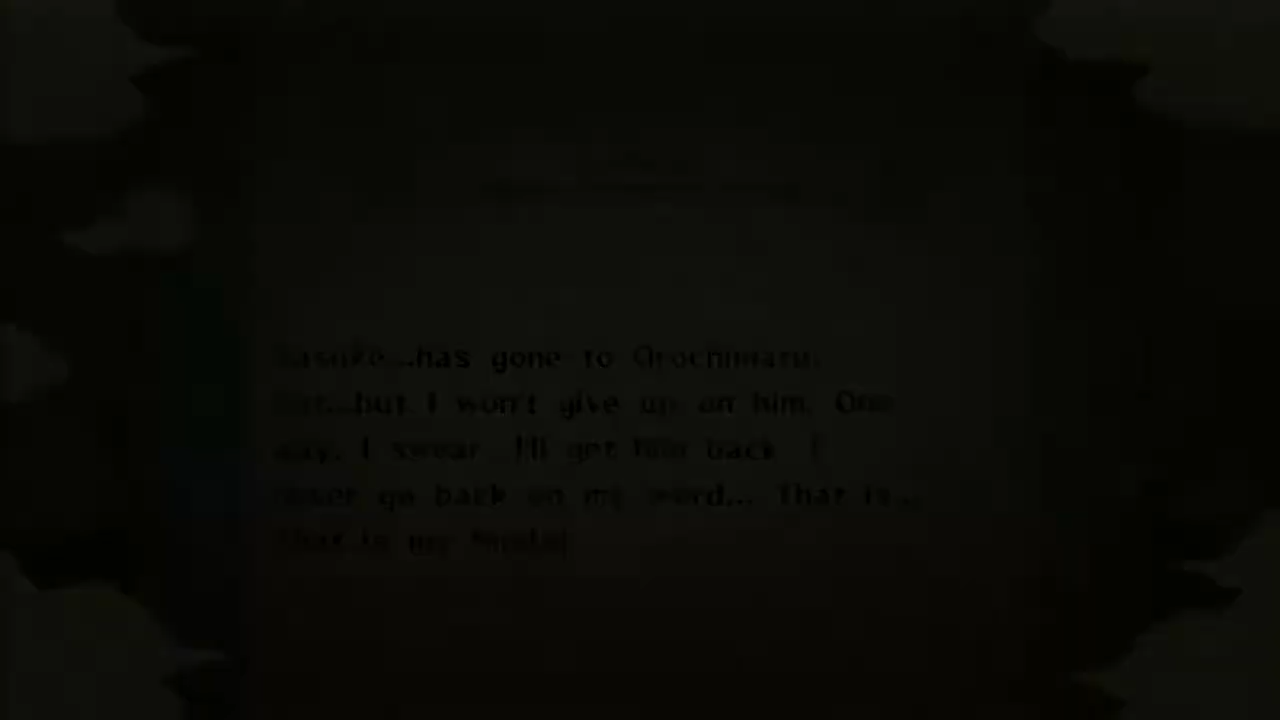 Sasuke...has gone to Orochimaru.
But...but I won't give up on him. One
day, I swear, I'll get him back. I
never go back on my word... That is...
That is my